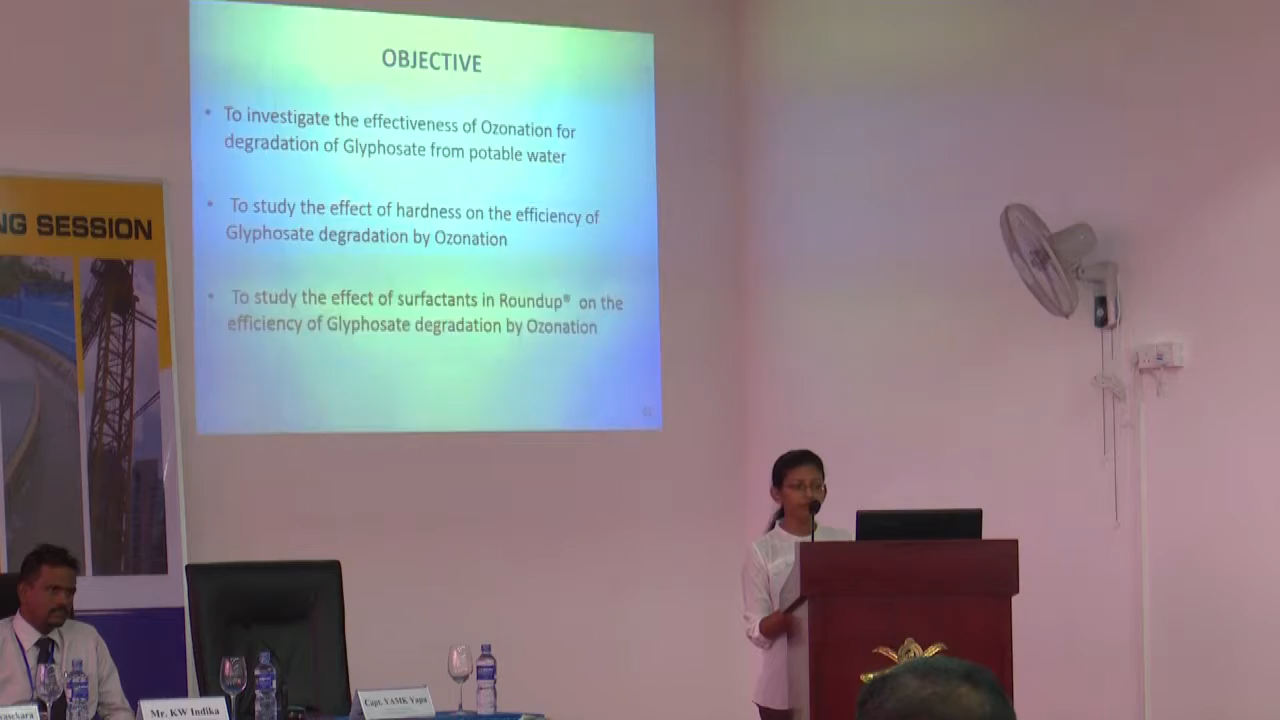 OBJECTIVE
• To investigate the effectiveness of Ozonation for
degradation of Glyphosate from potable water
• To study the effect of hardness on the efficiency of
Glyphosate degradation by Ozonation
• To study the effect of surfactants in Roundup® on the
efficiency of Glyphosate degradation by Ozonation
NG SESSION
Mr. KW Indika
Capt. YAMK Yapa